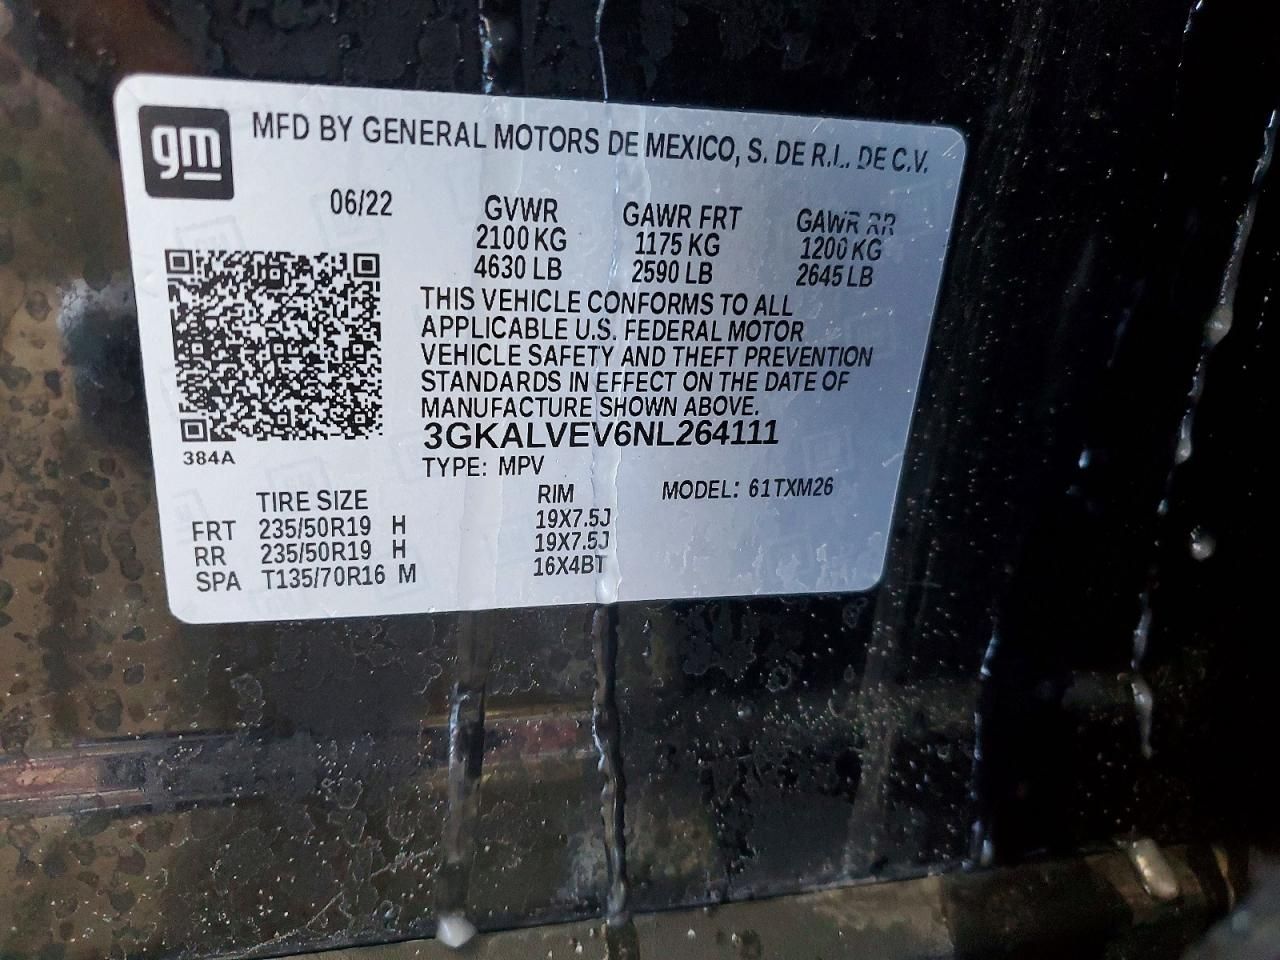 gm MFD BY GENERAL MOTORS DE MEXICO, S. DE R.L. DE C.V.
06/22
GVWR GAWR FRT GAWR RR
2100 KG 1175 KG 1200 KG
4630 LB 2590 LB 2645 LB
THIS VEHICLE CONFORMS TO ALL
APPLICABLE U.S. FEDERAL MOTOR
VEHICLE SAFETY AND THEFT PREVENTION
STANDARDS IN EFFECT ON THE DATE OF
MANUFACTURE SHOWN ABOVE.
3GKALVEV6NL264111
384A
TYPE: MPV
TIRE SIZE RIM MODEL: 61TXM26
FRT 235/50R19 H 19X7.5J
RR 235/50R19 H 19X7.5J
SPA T135/70R16 M 16X4BT